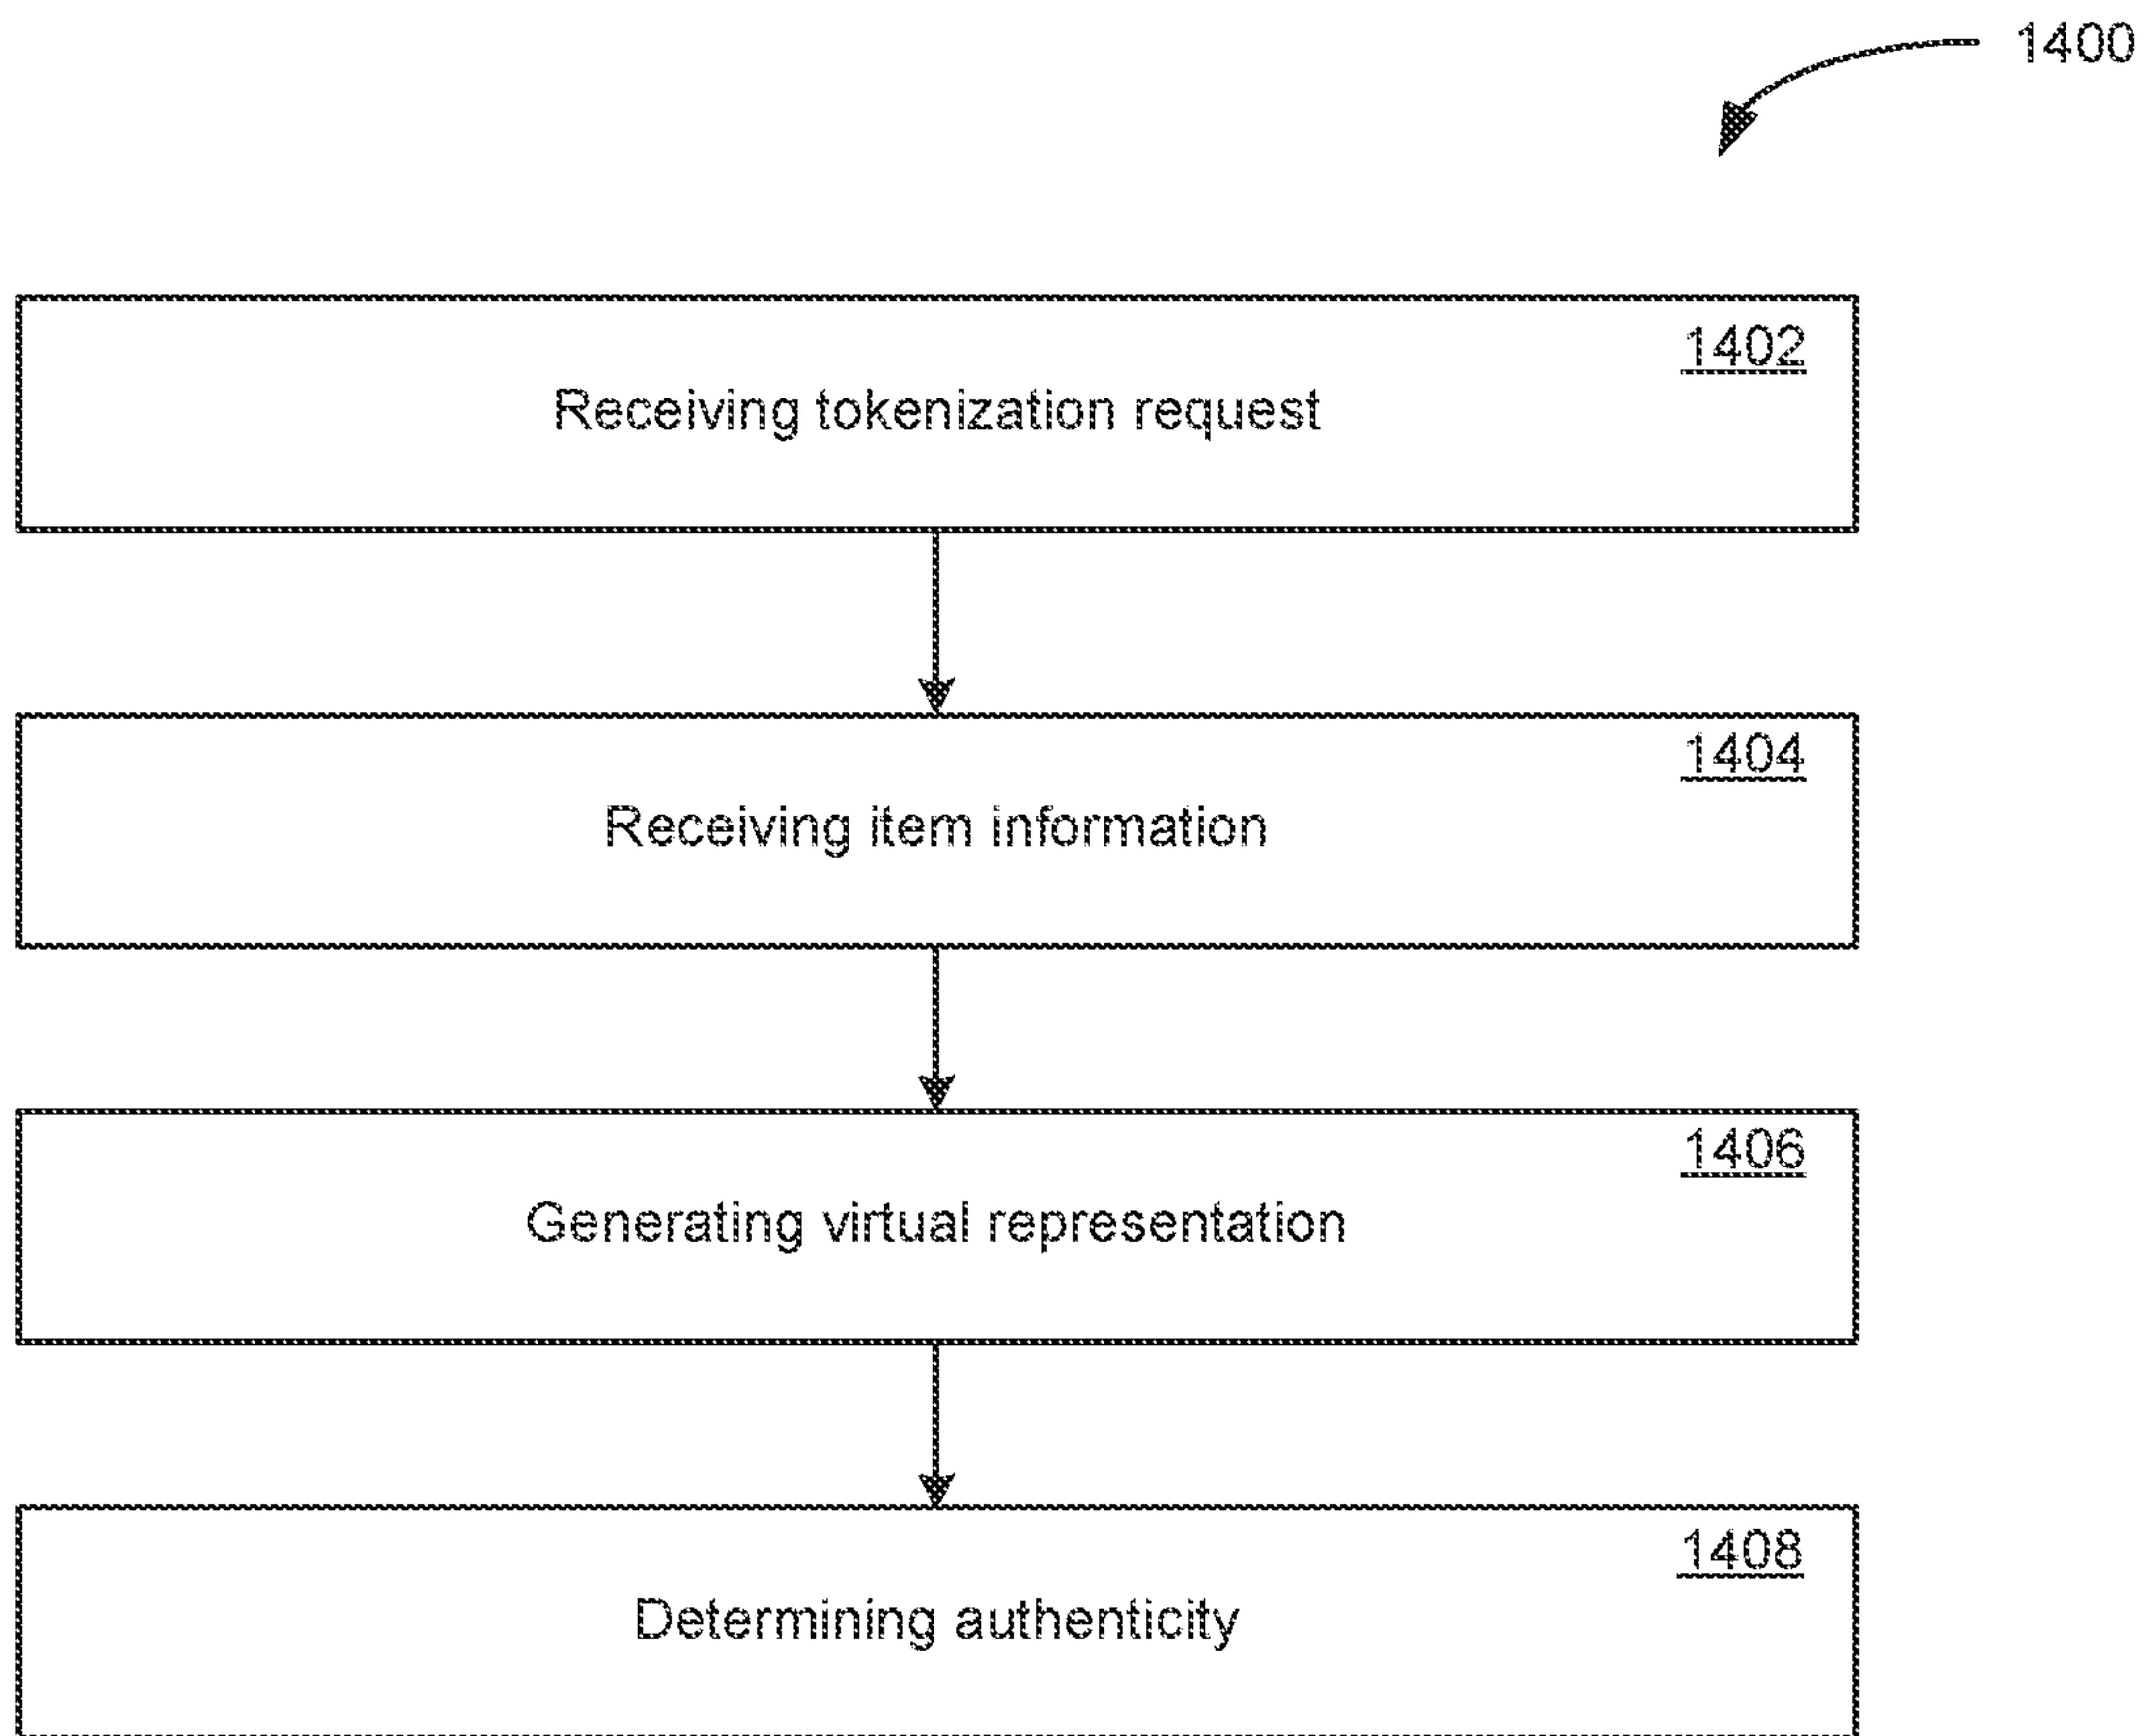 1400
1402
Receiving tokenization request
1404
Receiving item information
1406
Generating virtual representation
1408
Determining authenticity